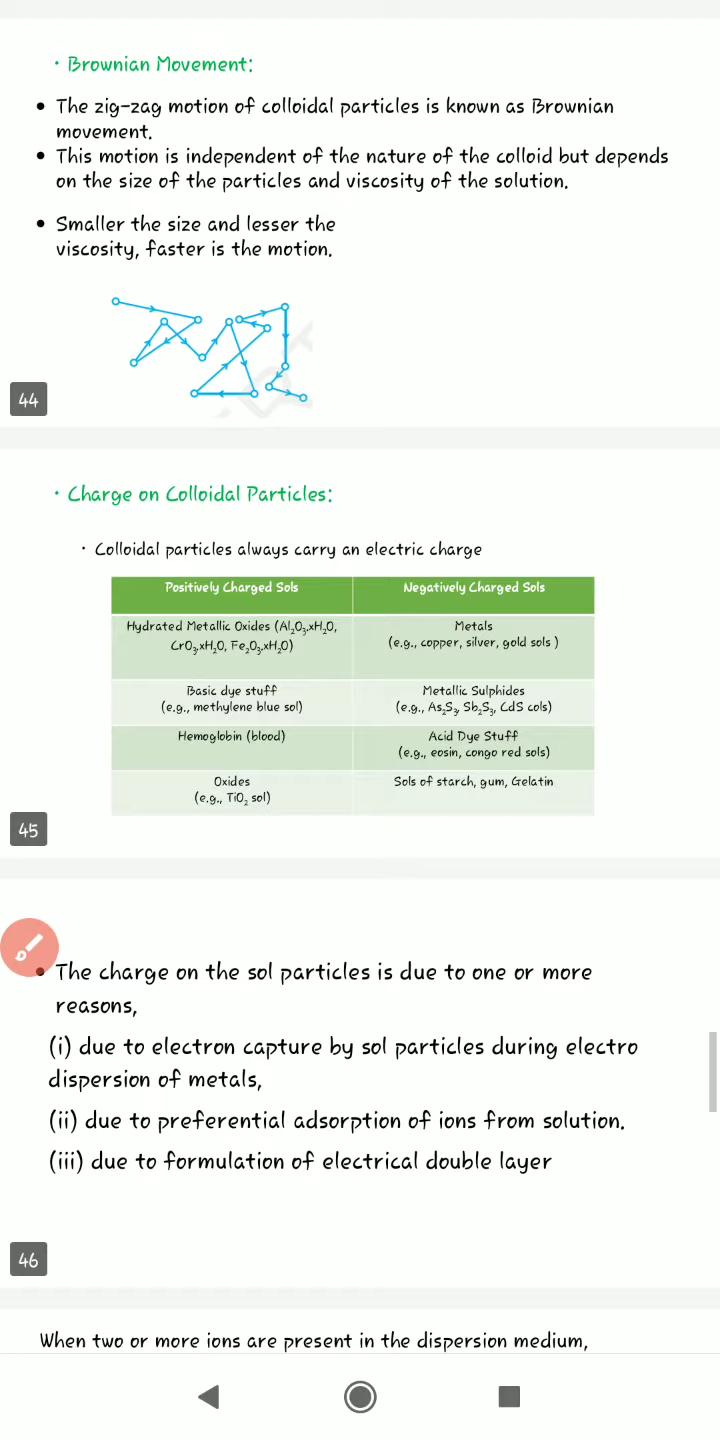 · Brownian Movement:
• The zig-zag motion of colloidal particles is known as Brownian
movement.
• This motion is independent of the nature of the colloid but depends
on the size of the particles and viscosity of the solution.
• Smaller the size and lesser the
viscosity, faster is the motion.
44
· Charge on Colloidal Particles:
· Colloidal particles always carry an electric charge
Positively Charged Sols
Negatively Charged Sols
Hydrated Metallic Oxides (Al₂O₃.xH₂O,
CrO₃.xH₂O, Fe₂O₃.xH₂O)
Metals
(e.g., copper, silver, gold sols )
Basic dye stuff
(e.g., methylene blue sol)
Metallic Sulphides
(e.g., As₂S₃, Sb₂S₃, CdS cols)
Hemoglobin (blood)
Acid Dye Stuff
(e.g., eosin, congo red sols)
Oxides
(e.g., TiO₂ sol)
Sols of starch, gum, Gelatin
45
• The charge on the sol particles is due to one or more
reasons,
(i) due to electron capture by sol particles during electro
dispersion of metals,
(ii) due to preferential adsorption of ions from solution.
(iii) due to formulation of electrical double layer
46
When two or more ions are present in the dispersion medium,